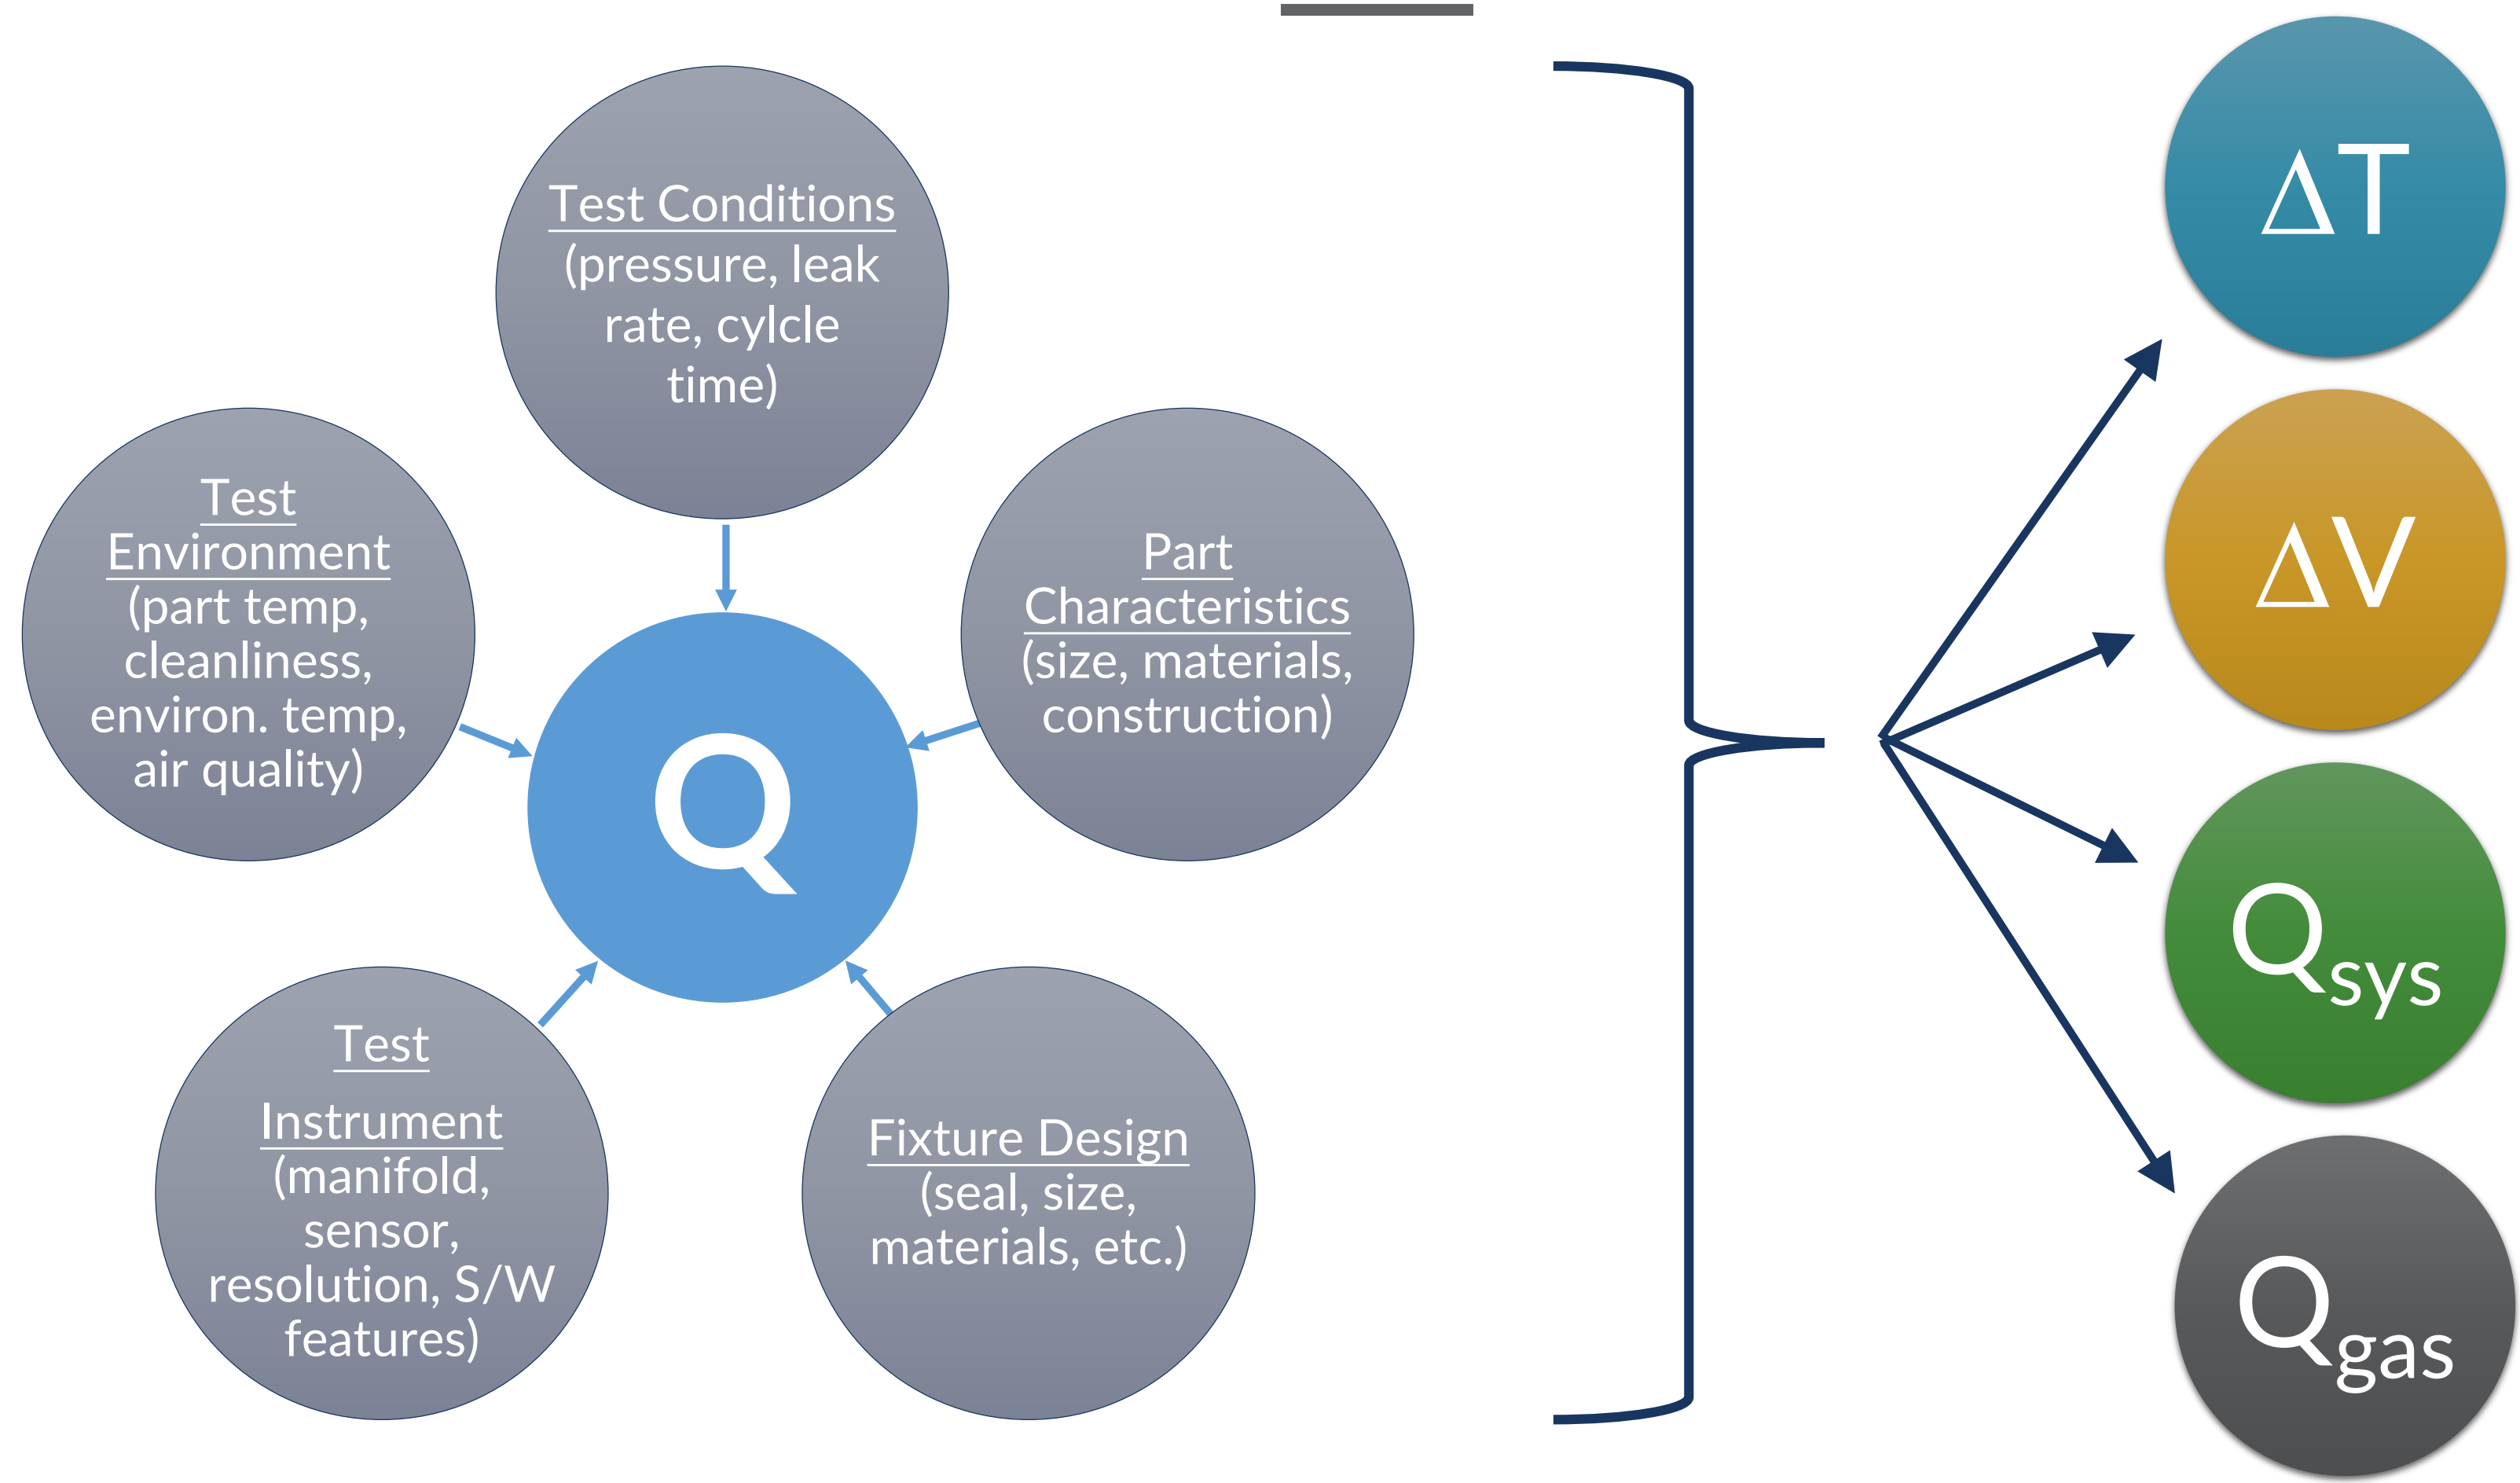 Test Conditions
(pressure, leak
rate, cylcle
time)
Test
Environment
(part temp,
cleanliness,
environ. temp,
air quality)
Part
Characteristics
(size, materials,
construction)
Q
Test
Instrument
(manifold,
sensor,
resolution, S/W
features)
Fixture Design
(seal, size,
materials, etc.)
ΔT
ΔV
Qsys
Qgas